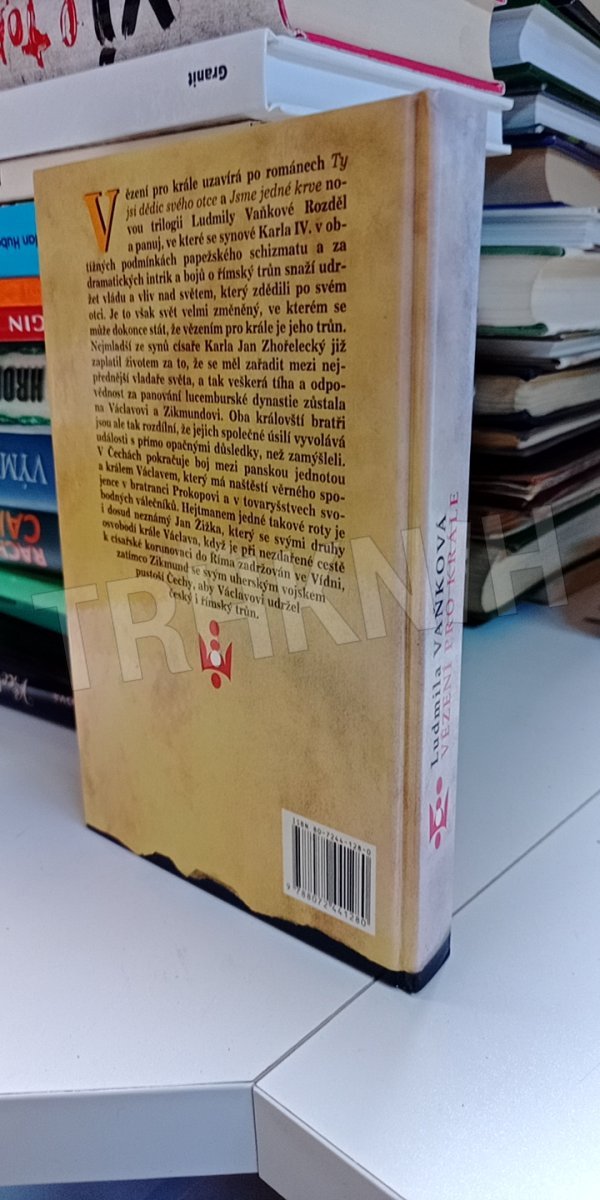 Granit
Vězení pro krále uzavírá po románech Ty
jsi dědic svého otce a Jsme jedné krve no-
vou trilogii Ludmily Vaňkové Rozděl
a panuj, ve které se synové Karla IV. v ob-
tížných podmínkách papežského schizmatu a za
dramatických intrik a bojů o římský trůn snaží udr-
žet vládu a vliv nad světem, který zdědili po svém
otci. Je to však svět velmi změněný, ve kterém se
může dokonce stát, že vězením pro krále je jeho trůn.
Nejmladší ze synů císaře Karla Jan Zhořelecký již
zaplatil životem za to, že se měl zařadit mezi nej-
přednější vladaře světa, a tak veškerá tíha a odpo-
vědnost za panování lucemburské dynastie zůstala
na Václavovi a Zikmundovi. Oba královští bratři
jsou ale tak rozdílní, že jejich společné úsilí vyvolává
události s přímo opačnými důsledky, než zamýšleli.
V Čechách pokračuje boj mezi panskou jednotou
a králem Václavem, který má naštěstí věrného spo-
jence v bratranci Prokopovi a v tovaryšstvech svo-
bodných válečníků. Hejtmanem jedné takové roty je
i dosud neznámý Jan Žižka, který se svými druhy
osvobodí krále Václava, když je při nezdařené cestě
k císařské korunovaci do Říma zadržován ve Vídni,
zatímco Zikmund se svým uherským vojskem
pustoší Čechy, aby Václavovi udržel
český i římský trůn.
ISBN 80-7244-128-0
9 788072 441280
Ludmila VAŇKOVÁ
VĚZENÍ PRO KRÁLE
GIN
VÝM
TRHKNIH